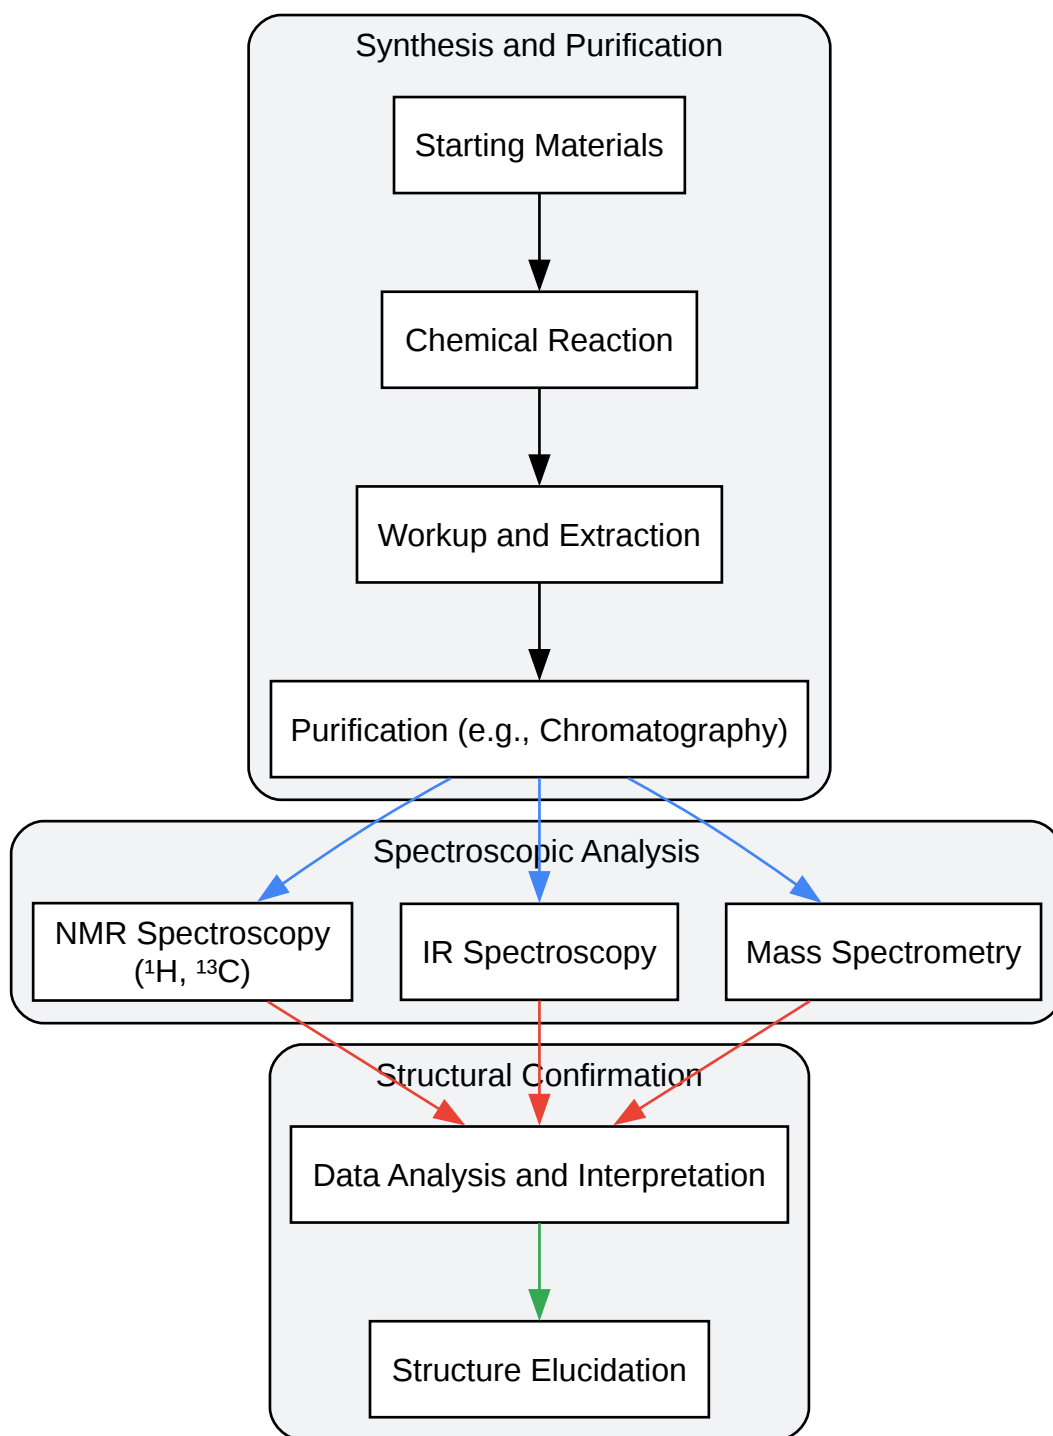 Synthesis and Purification
Starting Materials
Chemical Reaction
Workup and Extraction
Purification (e.g., Chromatography)
Spectroscopic Analysis
NMR Spectroscopy
(¹H, ¹³C)
IR Spectroscopy
Mass Spectrometry
Structural Confirmation
Data Analysis and Interpretation
Structure Elucidation